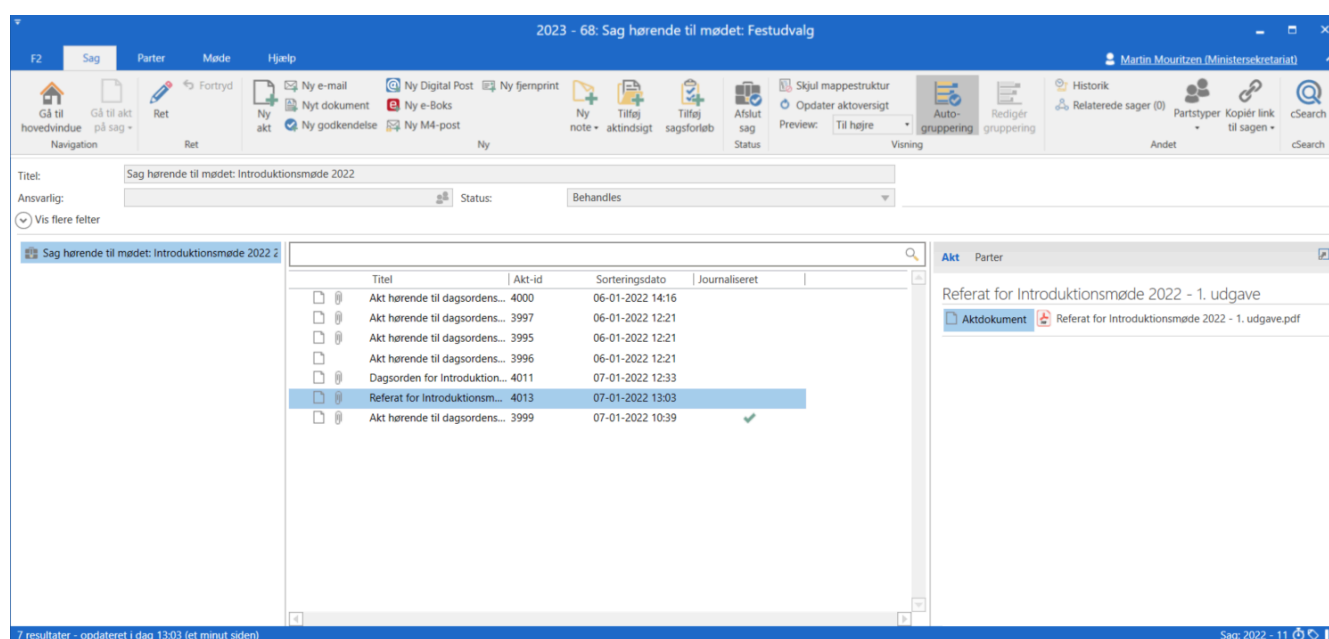 2023 - 68: Sag hørende til mødet: Festudvalg
F2 Sag Parter Møde Hjælp Martin Mouritzen (Ministersekretariat)
Gå til hovedvindue
Gå til akt på sag
Navigation
Ret
Fortryd
Ret
Ny akt
Ny e-mail
Nyt dokument
Ny godkendelse
Ny Digital Post
Ny e-Boks
Ny M4-post
Ny fjernprint
Ny note
Tilføj aktindsigt
Tilføj sagsforløb
Ny
Afslut sag
Status
Skjul mappestruktur
Opdater aktoversigt
Preview: Til højre
Auto-gruppering
Redigér gruppering
Visning
Historik
Relaterede sager (0)
Partstyper
Kopiér link til sagen
Andet
cSearch
cSearch
Titel: Sag hørende til mødet: Introduktionsmøde 2022
Ansvarlig: Status: Behandles
Vis flere felter
Sag hørende til mødet: Introduktionsmøde 2022 2
Titel Akt-id Sorteringsdato Journaliseret
Akt hørende til dagsordens... 4000 06-01-2022 14:16
Akt hørende til dagsordens... 3997 06-01-2022 12:21
Akt hørende til dagsordens... 3995 06-01-2022 12:21
Akt hørende til dagsordens... 3996 06-01-2022 12:21
Dagsorden for Introduktion... 4011 07-01-2022 12:33
Referat for Introduktionsm... 4013 07-01-2022 13:03
Akt hørende til dagsordens... 3999 07-01-2022 10:39
Akt Parter
Referat for Introduktionsmøde 2022 - 1. udgave
Aktdokument Referat for Introduktionsmøde 2022 - 1. udgave.pdf
7 resultater - opdateret i dag 13:03 (et minut siden) Sag: 2022 - 11